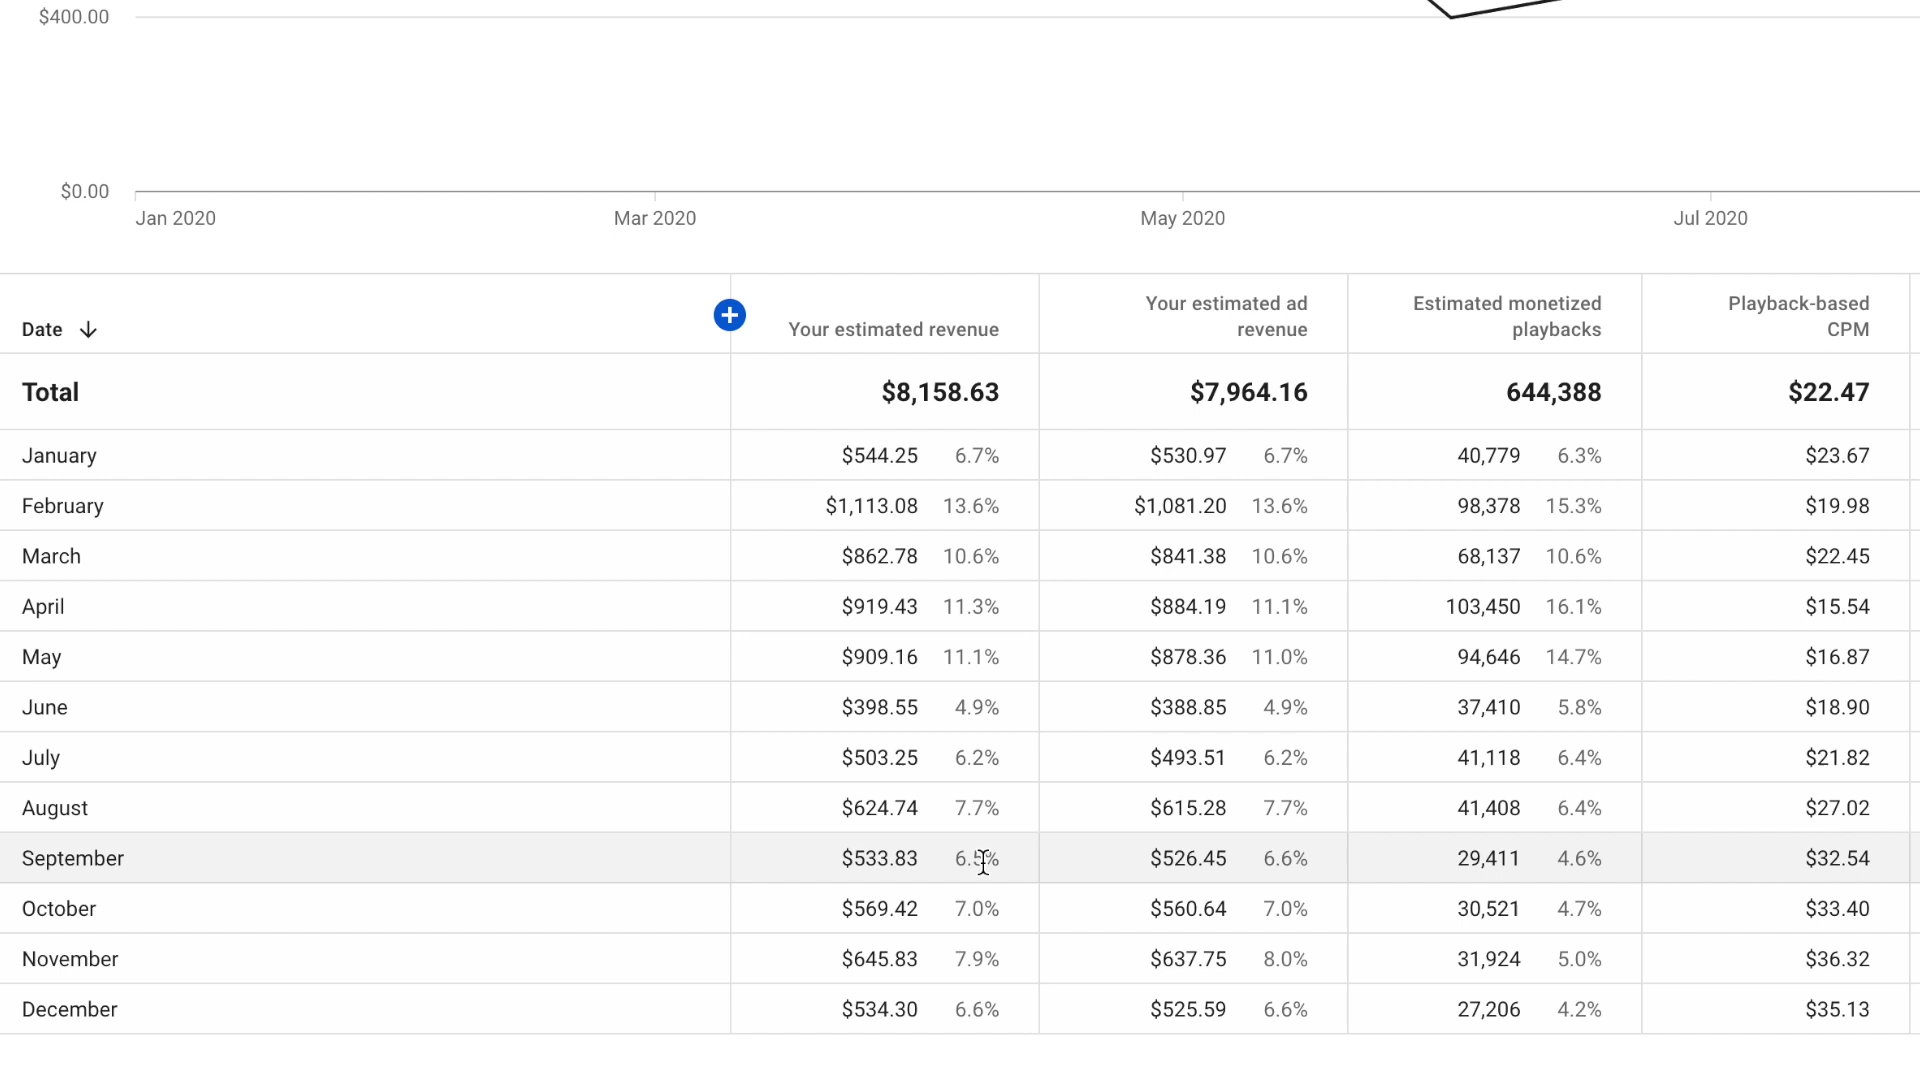 $400.00
$0.00
Jan 2020 Mar 2020 May 2020 Jul 2020
Date Your estimated revenue Your estimated ad revenue Estimated monetized playbacks Playback-based CPM
Total $8,158.63 $7,964.16 644,388 $22.47
January $544.25 6.7% $530.97 6.7% 40,779 6.3% $23.67
February $1,113.08 13.6% $1,081.20 13.6% 98,378 15.3% $19.98
March $862.78 10.6% $841.38 10.6% 68,137 10.6% $22.45
April $919.43 11.3% $884.19 11.1% 103,450 16.1% $15.54
May $909.16 11.1% $878.36 11.0% 94,646 14.7% $16.87
June $398.55 4.9% $388.85 4.9% 37,410 5.8% $18.90
July $503.25 6.2% $493.51 6.2% 41,118 6.4% $21.82
August $624.74 7.7% $615.28 7.7% 41,408 6.4% $27.02
September $533.83 6.5% $526.45 6.6% 29,411 4.6% $32.54
October $569.42 7.0% $560.64 7.0% 30,521 4.7% $33.40
November $645.83 7.9% $637.75 8.0% 31,924 5.0% $36.32
December $534.30 6.6% $525.59 6.6% 27,206 4.2% $35.13